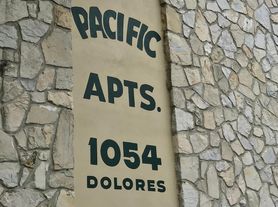 PACIFIC
APTS.
1054
DOLORES